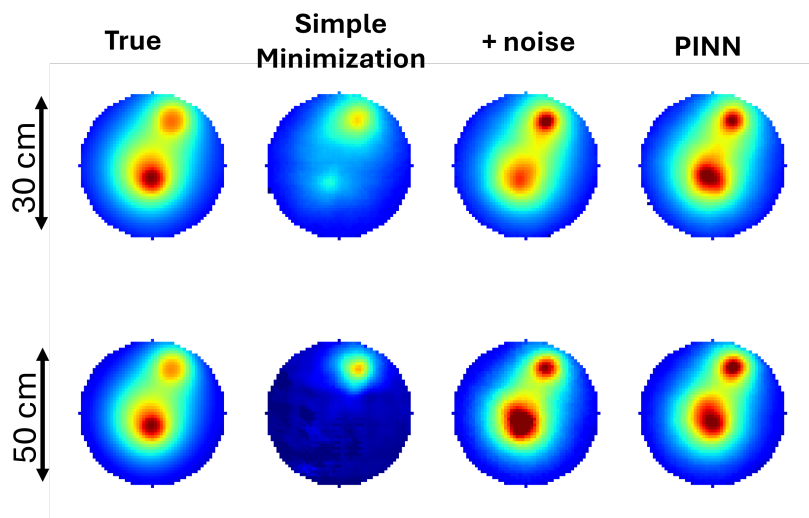 True
Simple
Minimization
+ noise
PINN
30 cm
50 cm